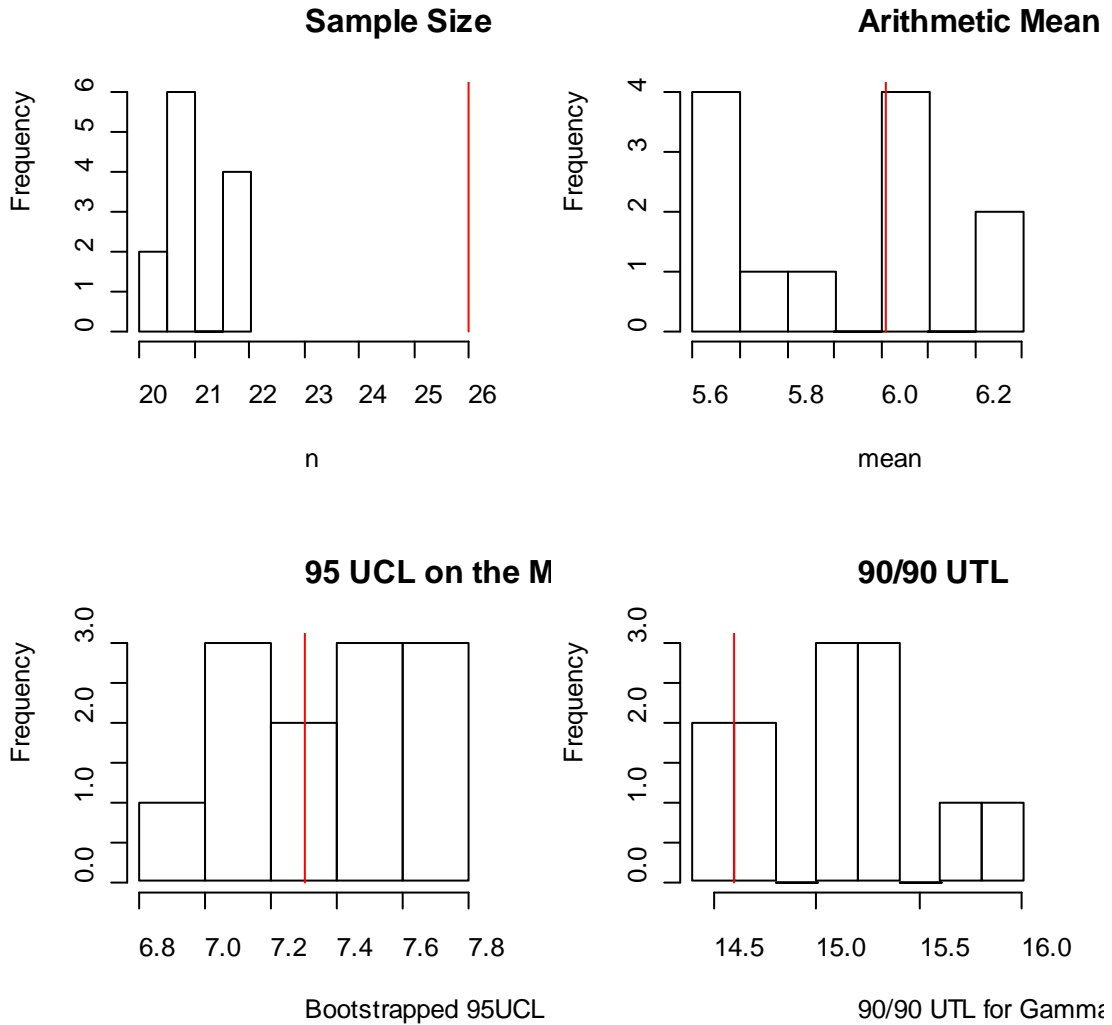 Sample Size
Frequency
0 1 2 3 4 5 6
20 21 22 23 24 25 26
n
Arithmetic Mean
Frequency
0 1 2 3 4
5.6 5.8 6.0 6.2
mean
95 UCL on the M
Frequency
0.0 1.0 2.0 3.0
6.8 7.0 7.2 7.4 7.6 7.8
Bootstrapped 95UCL
90/90 UTL
Frequency
0.0 1.0 2.0 3.0
14.5 15.0 15.5 16.0
90/90 UTL for Gamma